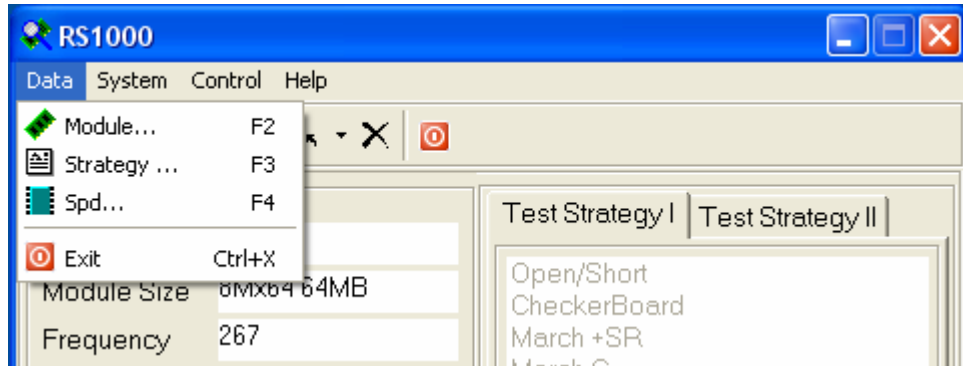 RS1000
Data System Control Help
Module... F2
Strategy ... F3
Spd... F4
Exit Ctrl+X
Module Size 8Mx64 64MB
Frequency 267
Test Strategy I Test Strategy II
Open/Short
CheckerBoard
March +SR